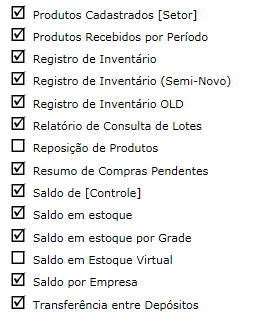 Produtos Cadastrados [Setor]
Produtos Recebidos por Período
Registro de Inventário
Registro de Inventário (Semi-Novo)
Registro de Inventário OLD
Relatório de Consulta de Lotes
Reposição de Produtos
Resumo de Compras Pendentes
Saldo de [Controle]
Saldo em estoque
Saldo em estoque por Grade
Saldo em Estoque Virtual
Saldo por Empresa
Transferência entre Depósitos